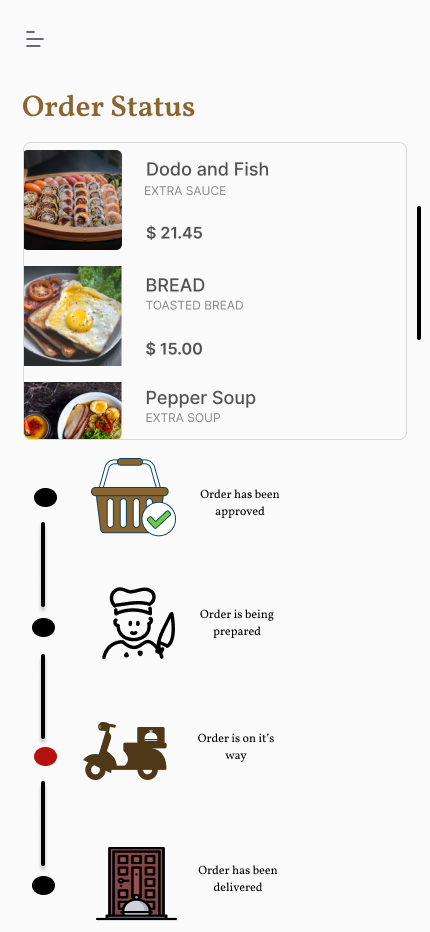 Order Status
Dodo and Fish
EXTRA SAUCE
$ 21.45
BREAD
TOASTED BREAD
$ 15.00
Pepper Soup
EXTRA SOUP
Order has been
approved
Order is being
prepared
Order is on it's
way
Order has been
delivered